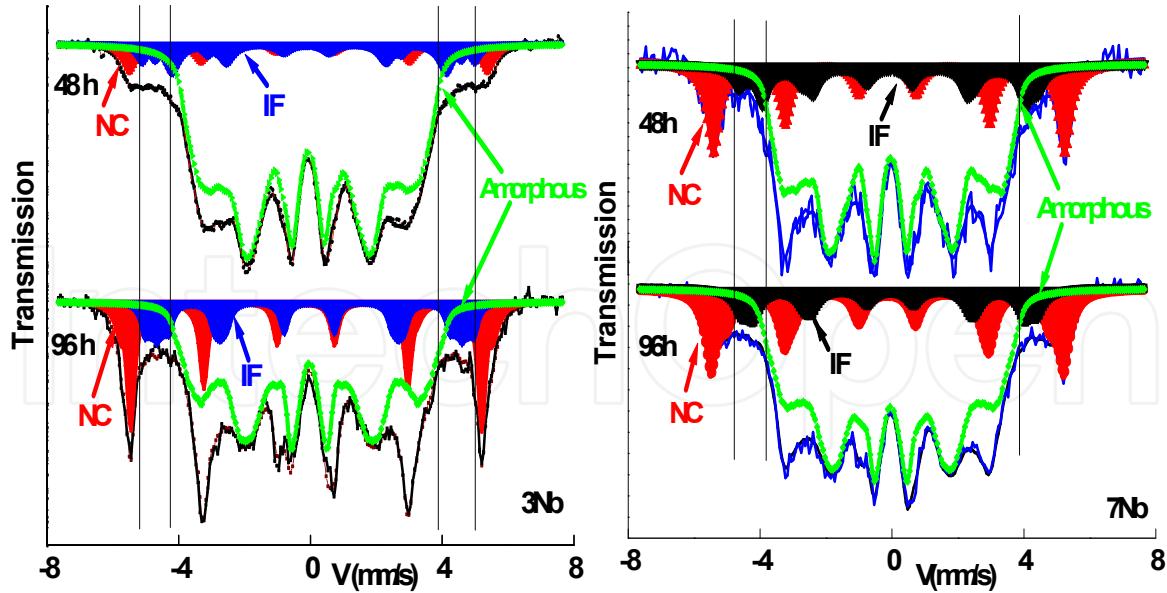 Transmission
48h
NC
IF
Amorphous
96h
NC
IF
3Nb
-8 -4 0 4 8
V(mm/s)
Transmission
48h
NC
IF
Amorphous
96h
NC
IF
7Nb
-8 -4 0 4 8
V(mm/s)
intechopen